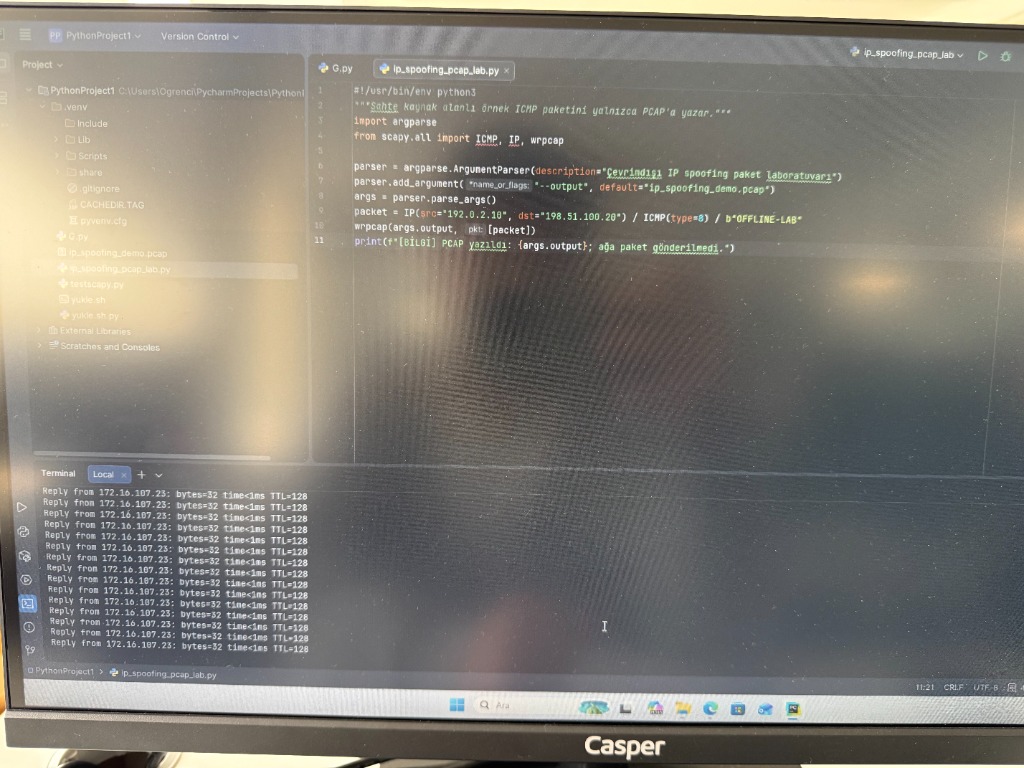 PP PythonProject1 Version Control
ip_spoofing_pcap_lab
Project
G.py
ip_spoofing_pcap_lab.py
PythonProject1 C:\Users\Ogrenci\PycharmProjects\Pythonl
.venv
Include
Lib
Scripts
share
.gitignore
CACHEDIR.TAG
pyvenv.cfg
G.py
ip_spoofing_demo.pcap
ip_spoofing_pcap_lab.py
testscapy.py
yukle.sh
yukle.sh.py
External Libraries
Scratches and Consoles
1 #!/usr/bin/env python3
2 """Sahte kaynak alanlı örnek ICMP paketini yalnızca PCAP'a yazar."""
3 import argparse
4 from scapy.all import ICMP, IP, wrpcap
5
6 parser = argparse.ArgumentParser(description="Çevrimdışı IP spoofing paket laboratuvarı")
7 parser.add_argument( *name_or_flags: "--output", default="ip_spoofing_demo.pcap")
8 args = parser.parse_args()
9 packet = IP(src="192.0.2.10", dst="198.51.100.20") / ICMP(type=8) / b"OFFLINE-LAB"
10 wrpcap(args.output, pkt: [packet])
11 print(f"[BİLGİ] PCAP yazıldı: {args.output}; ağa paket gönderilmedi.")
Terminal Local
Reply from 172.16.107.23: bytes=32 time<1ms TTL=128
Reply from 172.16.107.23: bytes=32 time<1ms TTL=128
Reply from 172.16.107.23: bytes=32 time<1ms TTL=128
Reply from 172.16.107.23: bytes=32 time<1ms TTL=128
Reply from 172.16.107.23: bytes=32 time<1ms TTL=128
Reply from 172.16.107.23: bytes=32 time<1ms TTL=128
Reply from 172.16.107.23: bytes=32 time<1ms TTL=128
Reply from 172.16.107.23: bytes=32 time<1ms TTL=128
Reply from 172.16.107.23: bytes=32 time<1ms TTL=128
Reply from 172.16.107.23: bytes=32 time<1ms TTL=128
Reply from 172.16.107.23: bytes=32 time<1ms TTL=128
Reply from 172.16.107.23: bytes=32 time<1ms TTL=128
Reply from 172.16.107.23: bytes=32 time<1ms TTL=128
Reply from 172.16.107.23: bytes=32 time<1ms TTL=128
PythonProject1 > ip_spoofing_pcap_lab.py
11:21 CRLF UTF-8
Ara
Casper